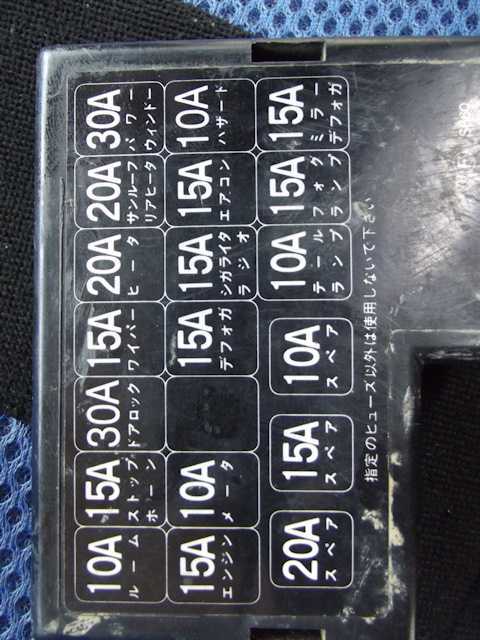 10A
ルーム
15A
ストップ
ホーン
30A
ドアロック
15A
ワイパー
20A
ヒータ
20A
サンルーフ
リアヒータ
30A
パワー
ウィンドー
15A
エンジン
10A
メータ
15A
デフォガ
15A
シガライタ
ラジオ
15A
エアコン
10A
ハザード
20A
スペア
15A
スペア
10A
スペア
10A
テール
ランプ
15A
フォグ
ランプ
15A
ミラー
デフォガ
指定のヒューズ以外は使用しないで下さい